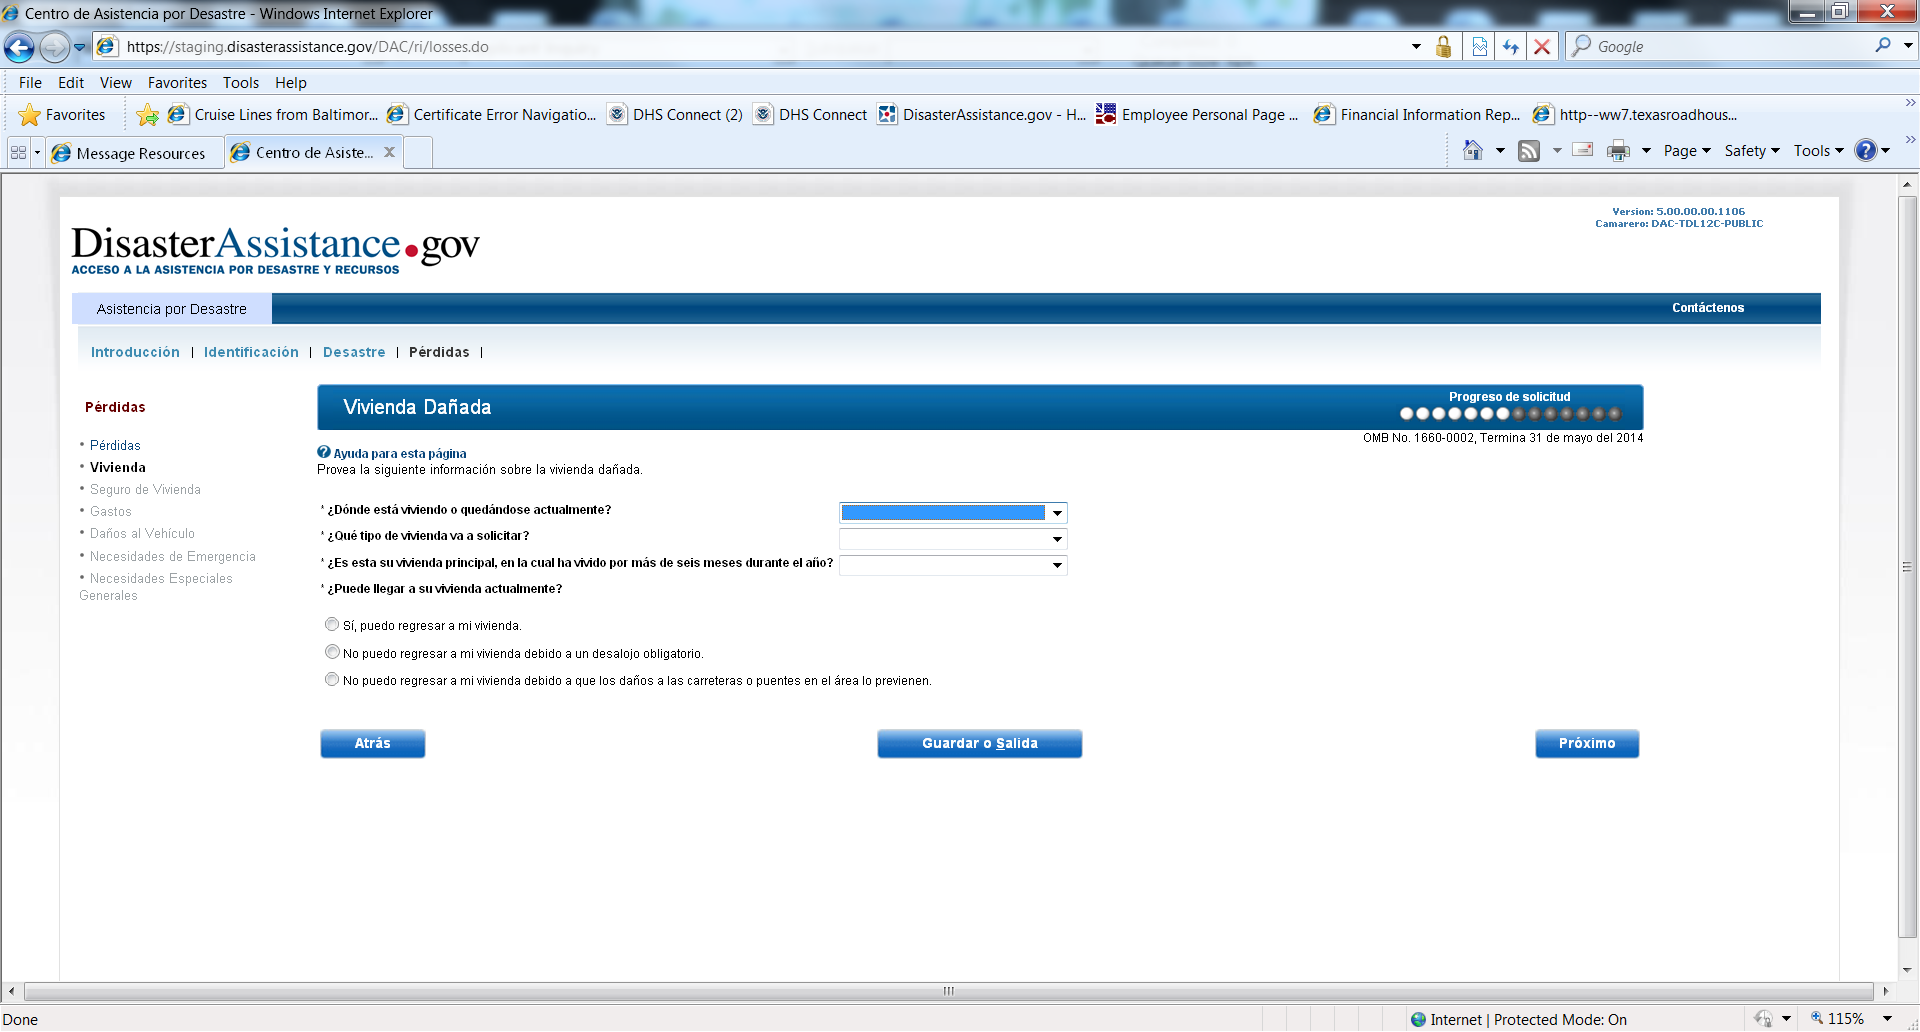 Centro de Asistencia por Desastre - Windows Internet Explorer
https://staging.disasterassistance.gov/DAC/ri/losses.do
Google
File Edit View Favorites Tools Help
Favorites Cruise Lines from Baltimor... Certificate Error Navigatio... DHS Connect (2) DHS Connect DisasterAssistance.gov - H... Employee Personal Page ... Financial Information Rep... http--ww7.texasroadhous...
Message Resources Centro de Asiste... Page Safety Tools
Version: 5.00.00.00.1106
Camarero: DAC-TDL12C-PUBLIC
DisasterAssistance.gov
ACCESO A LA ASISTENCIA POR DESASTRE Y RECURSOS
Asistencia por Desastre Contáctenos
Introducción | Identificación | Desastre | Pérdidas |
Pérdidas
• Pérdidas
• Vivienda
• Seguro de Vivienda
• Gastos
• Daños al Vehículo
• Necesidades de Emergencia
• Necesidades Especiales
Generales
Vivienda Dañada
Progreso de solicitud
OMB No. 1660-0002, Termina 31 de mayo del 2014
Ayuda para esta página
Provea la siguiente información sobre la vivienda dañada.
* ¿Dónde está viviendo o quedándose actualmente?
* ¿Qué tipo de vivienda va a solicitar?
* ¿Es esta su vivienda principal, en la cual ha vivido por más de seis meses durante el año?
* ¿Puede llegar a su vivienda actualmente?
Sí, puedo regresar a mi vivienda.
No puedo regresar a mi vivienda debido a un desalojo obligatorio.
No puedo regresar a mi vivienda debido a que los daños a las carreteras o puentes en el área lo previenen.
Atrás Guardar o Salida Próximo
Done Internet | Protected Mode: On 115%